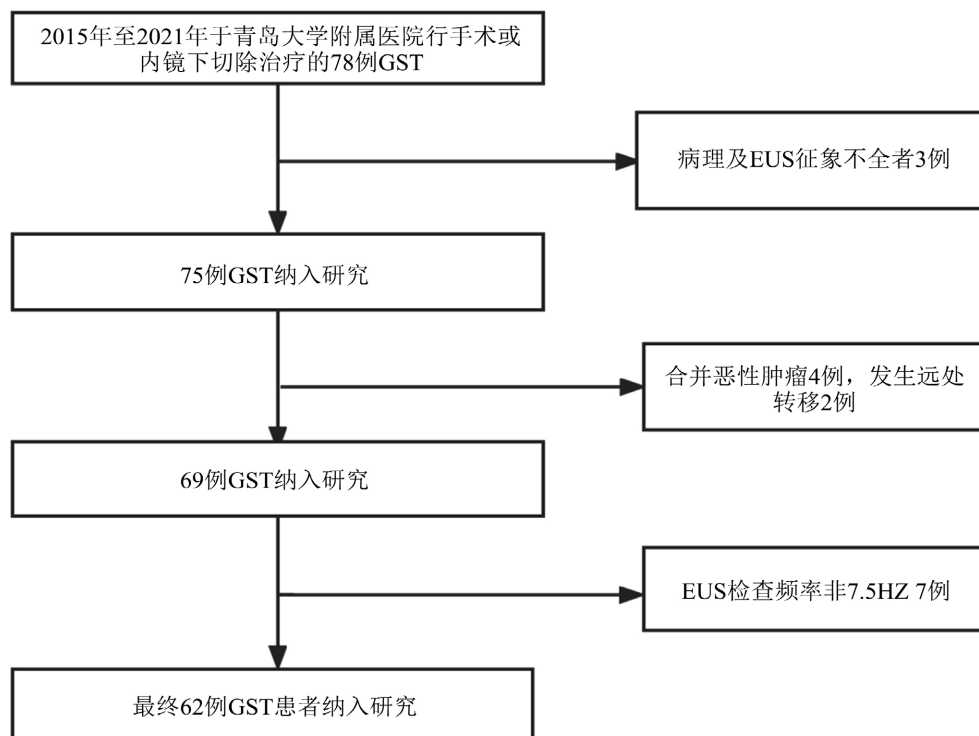 2015年至2021年于青岛大学附属医院行手术或
内镜下切除治疗的78例GST
病理及EUS征象不全者3例
75例GST纳入研究
合并恶性肿瘤4例，发生远处
转移2例
69例GST纳入研究
EUS检查频率非7.5HZ 7例
最终62例GST患者纳入研究